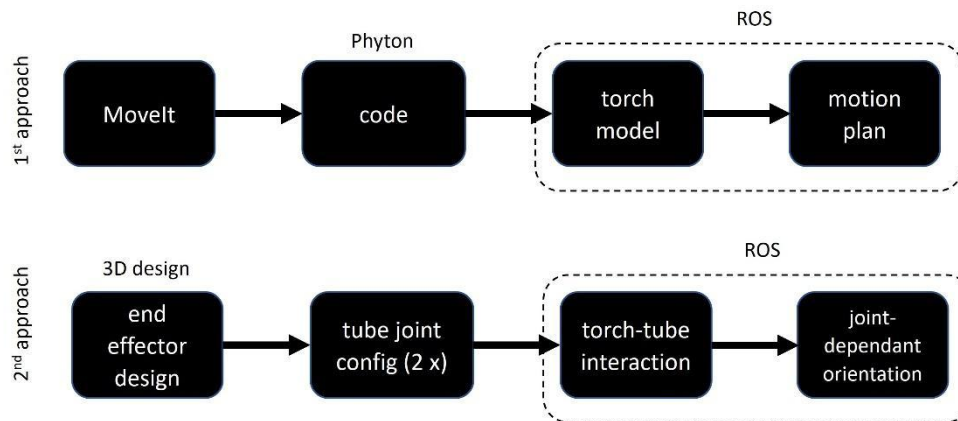 ROS
Phyton
1st approach
MoveIt
code
torch
model
motion
plan
ROS
3D design
2nd approach
end
effector
design
tube joint
config (2 x)
torch-tube
interaction
joint-
dependant
orientation